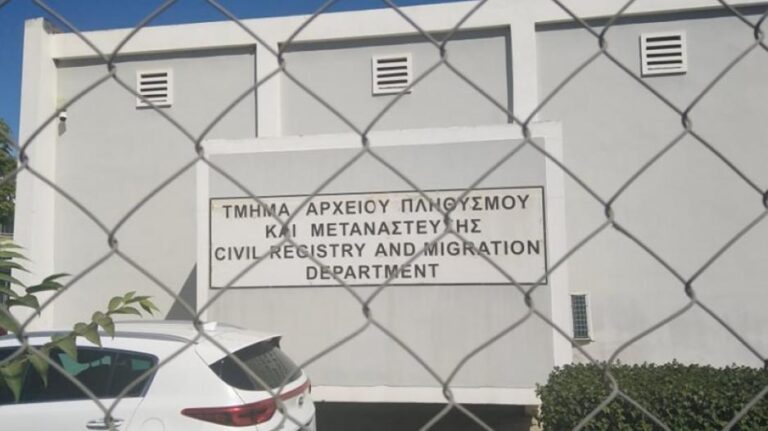 ΤΜΗΜΑ ΑΡΧΕΙΟΥ ΠΛΗΘΥΣΜΟΥ
ΚΑΙ ΜΕΤΑΝΑΣΤΕΥΣΗΣ
CIVIL REGISTRY AND MIGRATION
DEPARTMENT